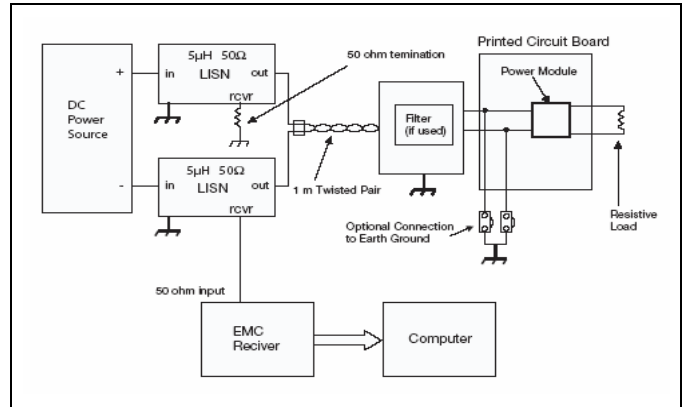 Printed Circuit Board
5µH 50Ω
LISN
in
out
rcvr
50 ohm temination
Power Module
+
DC
Power
Source
-
Filter
(if used)
5µH 50Ω
LISN
in
out
rcvr
1 m Twisted Pair
Optional Connection
to Earth Ground
Resistive
Load
50 ohm input
EMC
Reciver
Computer